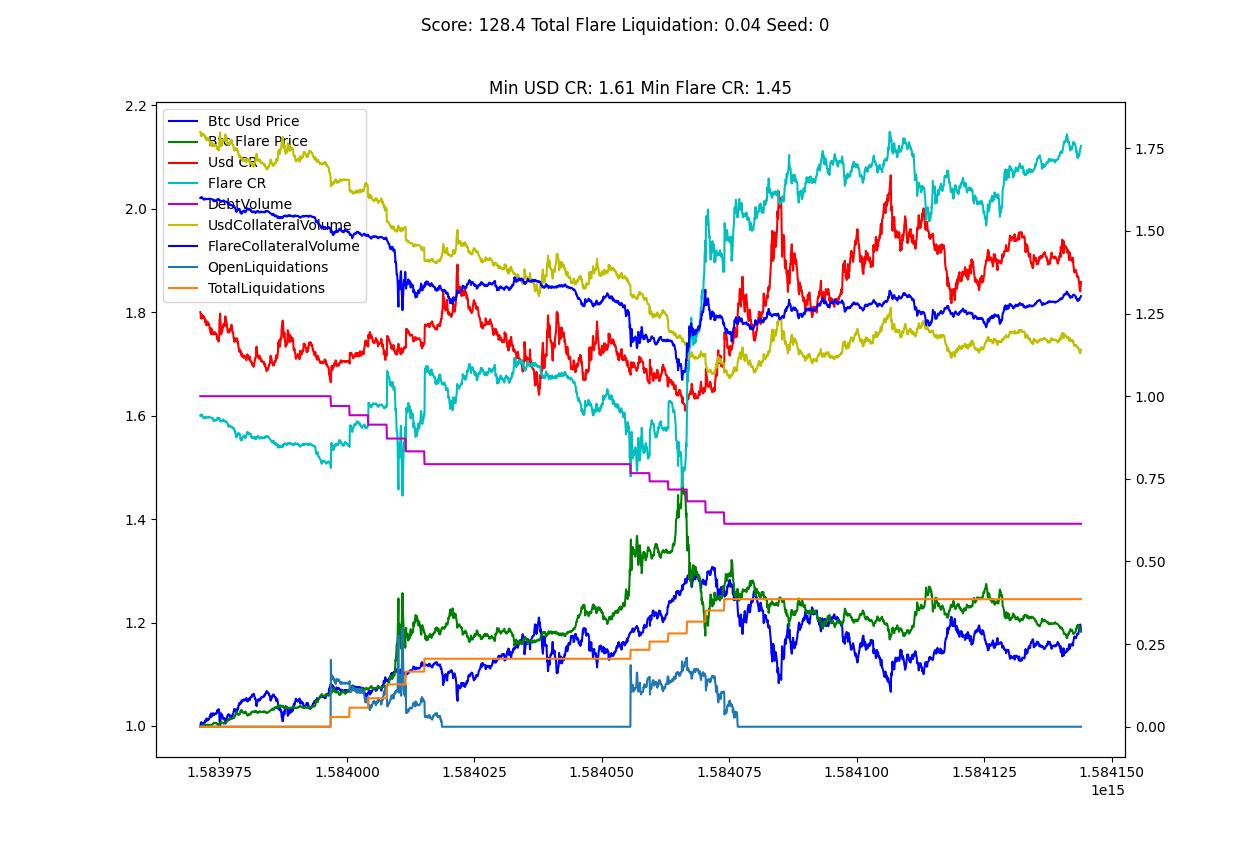 Score: 128.4 Total Flare Liquidation: 0.04 Seed: 0
Min USD CR: 1.61 Min Flare CR: 1.45
2.2
2.0
1.8
1.6
1.4
1.2
1.0
Btc Usd Price
Btc Flare Price
Usd CR
Flare CR
DebtVolume
UsdCollateralVolume
FlareCollateralVolume
OpenLiquidations
TotalLiquidations
1.75
1.50
1.25
1.00
0.75
0.50
0.25
0.00
1.583975 1.584000 1.584025 1.584050 1.584075 1.584100 1.584125 1.584150
1e15